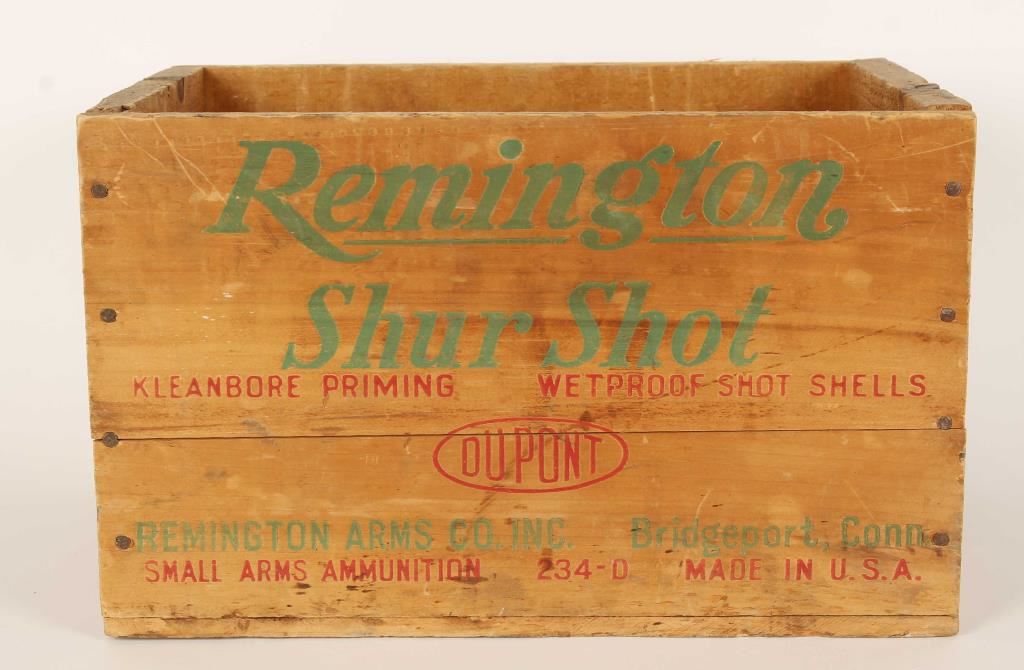 Remington
Shur Shot
KLEANBORE PRIMING WETPROOF SHOT SHELLS
DUPONT
REMINGTON ARMS CO. INC. Bridgeport, Conn.
SMALL ARMS AMMUNITION 234-D MADE IN U.S.A.